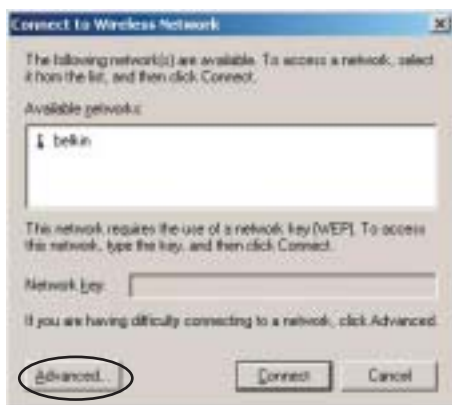 Connect to Wireless Network
The following network(s) are available. To access a network, select
it from the list, and then click Connect.
Available networks:
belkin
This network requires the use of a network key (WEP). To access
this network, type the key, and then click Connect.
Network key:
If you are having difficulty connecting to a network, click Advanced.
Advanced...
Connect
Cancel